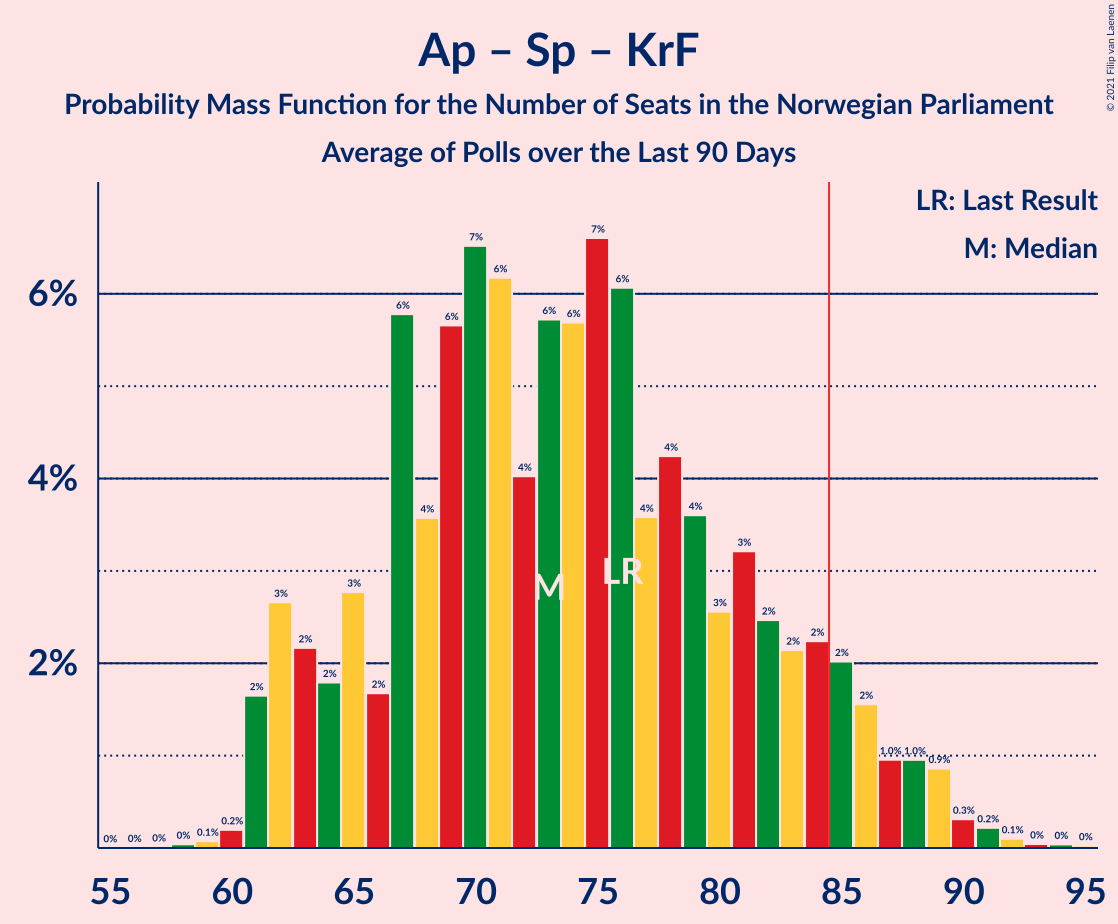 Ap – Sp – KrF
Probability Mass Function for the Number of Seats in the Norwegian Parliament
Average of Polls over the Last 90 Days
© 2021 Filip van Laenen
LR: Last Result
M: Median
6%
4%
2%
0% 0% 0% 0% 0.1% 0.2% 2% 3% 2% 2% 3% 2% 6% 4% 6% 7% 6% 4% 6% 6% 7% 6% 4% 4% 4% 3% 3% 2% 2% 2% 2% 2% 1.0% 1.0% 0.9% 0.3% 0.2% 0.1% 0% 0% 0%
M
LR
55 60 65 70 75 80 85 90 95